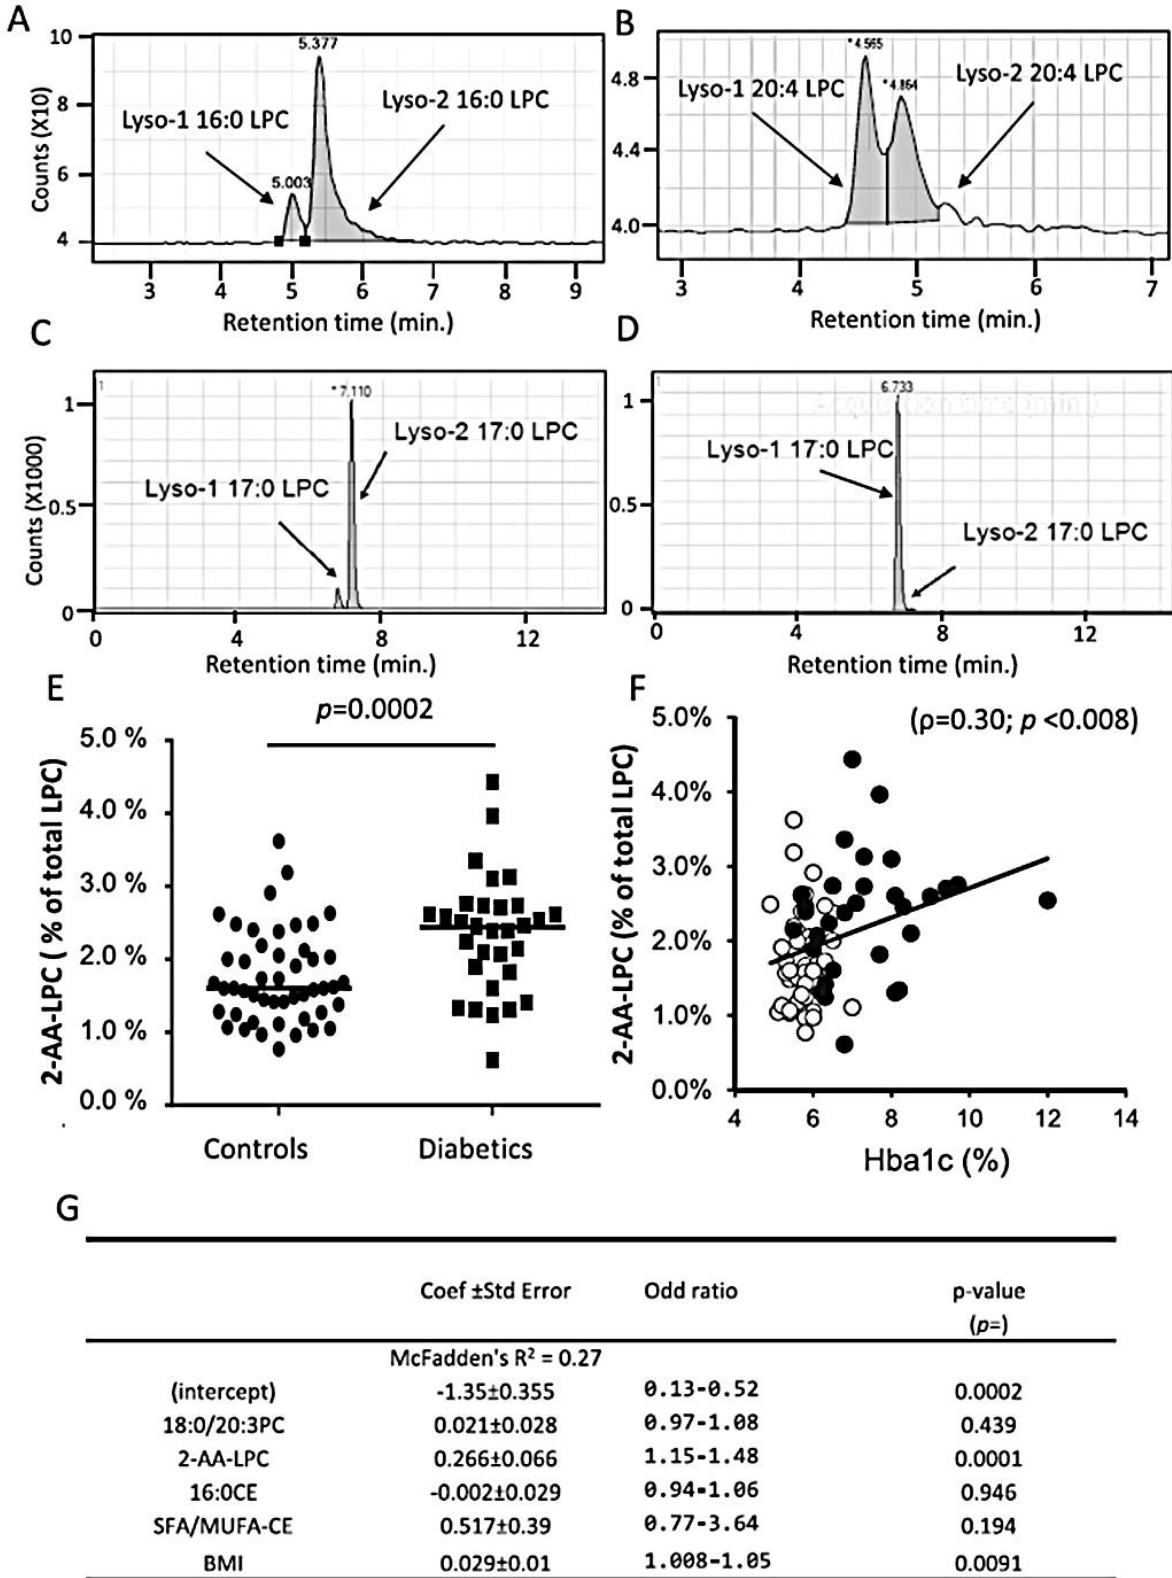 A
10
8
6
4
Counts (X10)
5.377
5.003
Lyso-1 16:0 LPC
Lyso-2 16:0 LPC
3 4 5 6 7 8 9
Retention time (min.)
B
4.8
4.4
4.0
*4.565
*4.864
Lyso-1 20:4 LPC
Lyso-2 20:4 LPC
3 4 5 6 7
Retention time (min.)
C
1
1
0.5
0
Counts (X1000)
*7.110
Lyso-2 17:0 LPC
Lyso-1 17:0 LPC
0 4 8 12
Retention time (min.)
D
1
1
0.5
0
6.733
Lyso-1 17:0 LPC
Lyso-2 17:0 LPC
0 4 8 12
Retention time (min.)
E
p=0.0002
5.0 %
4.0 %
3.0 %
2.0 %
1.0 %
0.0 %
2-AA-LPC ( % of total LPC)
Controls Diabetics
F
(ρ=0.30; p <0.008)
5.0%
4.0%
3.0%
2.0%
1.0%
0.0%
2-AA-LPC (% of total LPC)
4 6 8 10 12 14
Hba1c (%)
G
Coef ±Std Error Odd ratio p-value
(p=)
McFadden's R² = 0.27
(intercept) -1.35±0.355 0.13-0.52 0.0002
18:0/20:3PC 0.021±0.028 0.97-1.08 0.439
2-AA-LPC 0.266±0.066 1.15-1.48 0.0001
16:0CE -0.002±0.029 0.94-1.06 0.946
SFA/MUFA-CE 0.517±0.39 0.77-3.64 0.194
BMI 0.029±0.01 1.008-1.05 0.0091